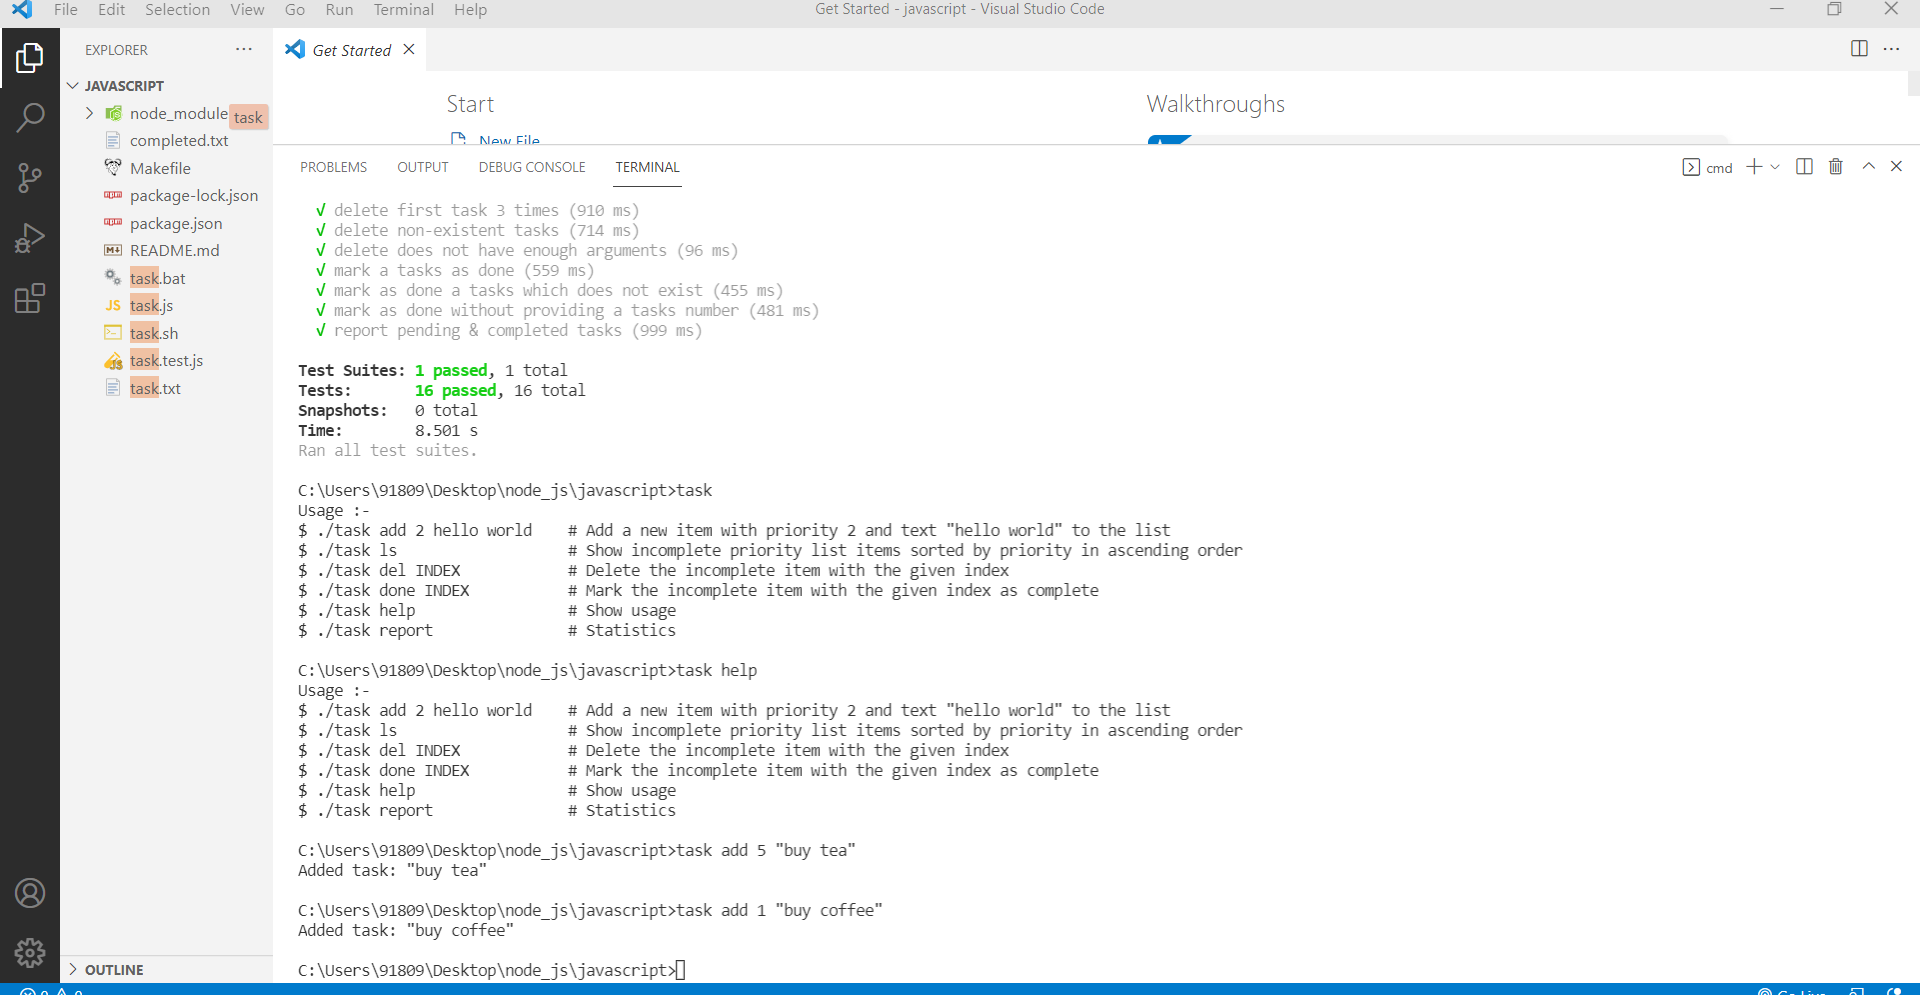 File Edit Selection View Go Run Terminal Help
Get Started - javascript - Visual Studio Code
EXPLORER
JAVASCRIPT
node_module
task
completed.txt
Makefile
package-lock.json
package.json
README.md
task.bat
task.js
task.sh
task.test.js
task.txt
OUTLINE
Get Started
Start
New File
Walkthroughs
PROBLEMS OUTPUT DEBUG CONSOLE TERMINAL
cmd
√ delete first task 3 times (910 ms)
√ delete non-existent tasks (714 ms)
√ delete does not have enough arguments (96 ms)
√ mark a tasks as done (559 ms)
√ mark as done a tasks which does not exist (455 ms)
√ mark as done without providing a tasks number (481 ms)
√ report pending & completed tasks (999 ms)
Test Suites: 1 passed, 1 total
Tests: 16 passed, 16 total
Snapshots: 0 total
Time: 8.501 s
Ran all test suites.
C:\Users\91809\Desktop\node_js\javascript>task
Usage :-
$ ./task add 2 hello world # Add a new item with priority 2 and text "hello world" to the list
$ ./task ls # Show incomplete priority list items sorted by priority in ascending order
$ ./task del INDEX # Delete the incomplete item with the given index
$ ./task done INDEX # Mark the incomplete item with the given index as complete
$ ./task help # Show usage
$ ./task report # Statistics
C:\Users\91809\Desktop\node_js\javascript>task help
Usage :-
$ ./task add 2 hello world # Add a new item with priority 2 and text "hello world" to the list
$ ./task ls # Show incomplete priority list items sorted by priority in ascending order
$ ./task del INDEX # Delete the incomplete item with the given index
$ ./task done INDEX # Mark the incomplete item with the given index as complete
$ ./task help # Show usage
$ ./task report # Statistics
C:\Users\91809\Desktop\node_js\javascript>task add 5 "buy tea"
Added task: "buy tea"
C:\Users\91809\Desktop\node_js\javascript>task add 1 "buy coffee"
Added task: "buy coffee"
C:\Users\91809\Desktop\node_js\javascript>
0 0
Go Live